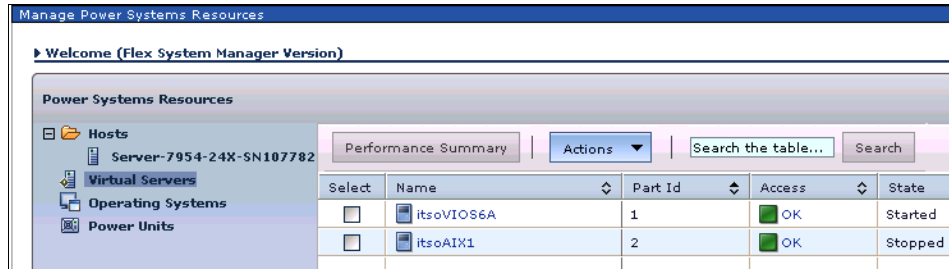 Manage Power Systems Resources
Welcome (Flex System Manager Version)
Power Systems Resources
Hosts
Server-7954-24X-SN107782
Virtual Servers
Operating Systems
Power Units
Performance Summary Actions Search the table... Search
Select Name Part Id Access State
itsoVIOS6A 1 OK Started
itsoAIX1 2 OK Stopped